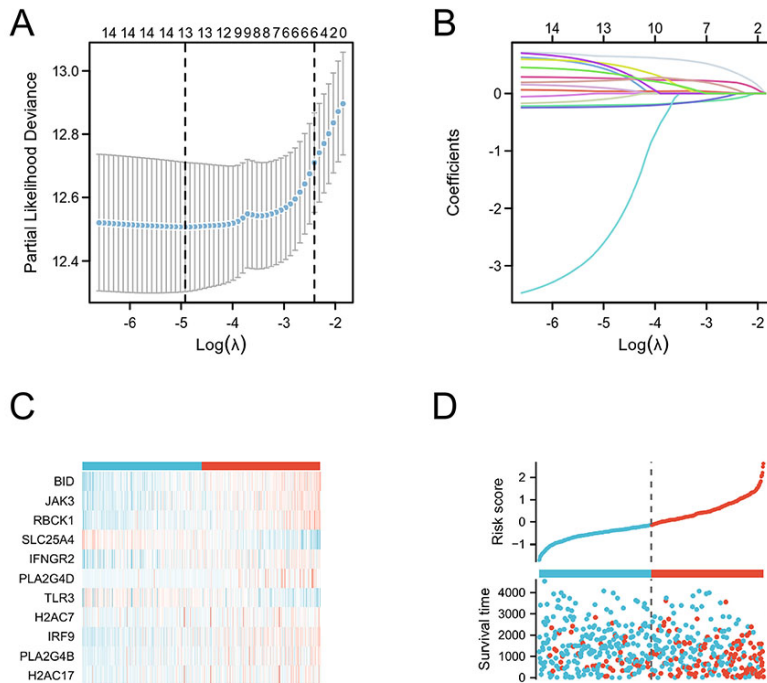 A
14 14 14 14 13 13 13 12 9 9 8 8 7 6 6 6 6 4 2 0
Partial Likelihood Deviance
13.0
12.8
12.6
12.4
-6 -5 -4 -3 -2
Log(λ)
B
14 13 10 7 2
Coefficients
0
-1
-2
-3
-6 -5 -4 -3 -2
Log(λ)
C
BID
JAK3
RBCK1
SLC25A4
IFNGR2
PLA2G4D
TLR3
H2AC7
IRF9
PLA2G4B
H2AC17
D
Risk score
2
1
0
−1
Survival time
4000
3000
2000
1000
0